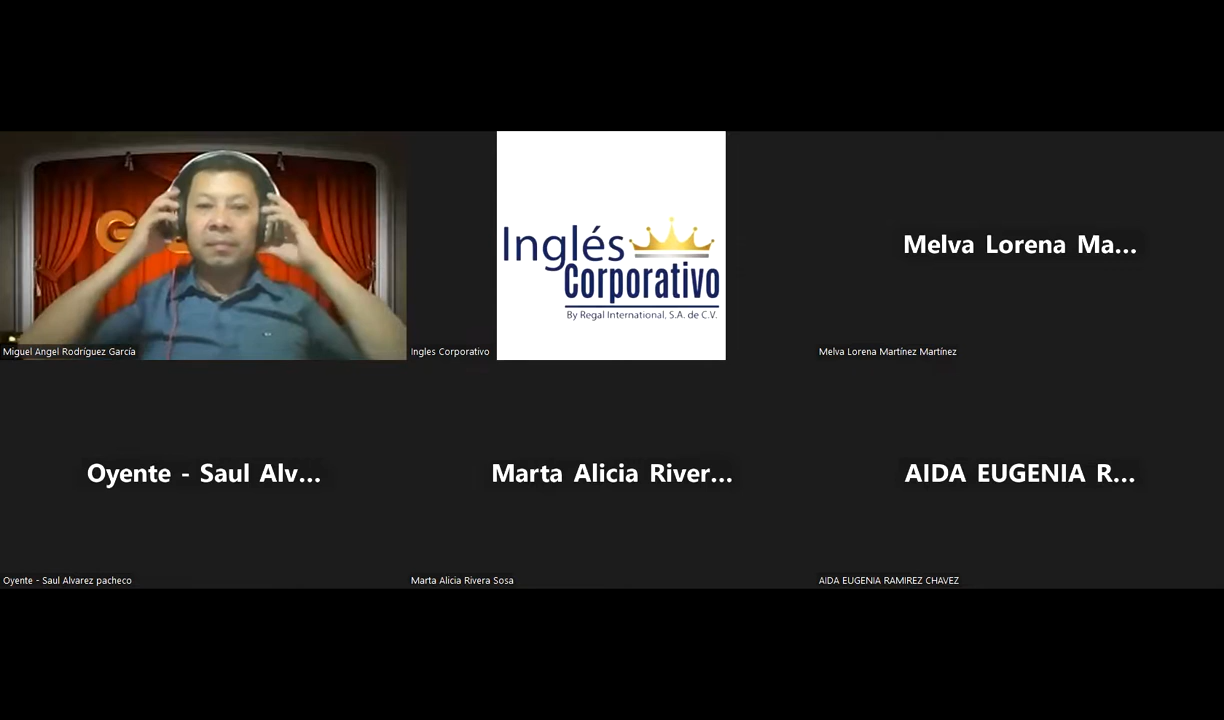 Miguel Angel Rodríguez García
Inglés
Corporativo
By Regal International, S.A. de C.V.
Ingles Corporativo
Melva Lorena Ma...
Melva Lorena Martínez Martínez
Oyente - Saul Alv...
Oyente - Saul Alvarez pacheco
Marta Alicia River...
Marta Alicia Rivera Sosa
AIDA EUGENIA R...
AIDA EUGENIA RAMIREZ CHAVEZ